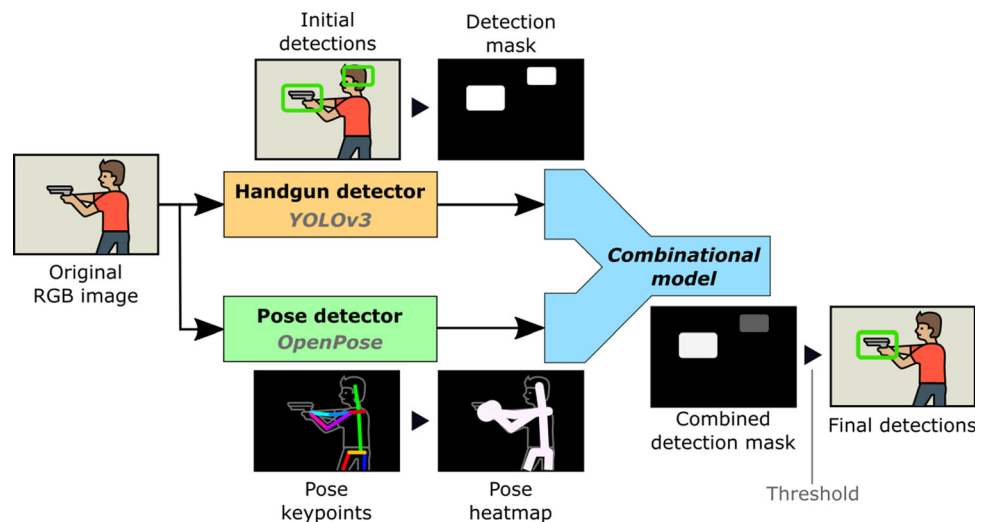 Initial
detections
Detection
mask
Handgun detector
YOLOv3
Original
RGB image
Combinational
model
Pose detector
OpenPose
Combined
detection mask
Final detections
Pose
keypoints
Pose
heatmap
Threshold